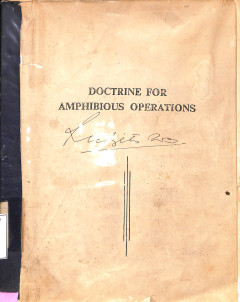 DOCTRINE FOR
AMPHIBIOUS OPERATIONS